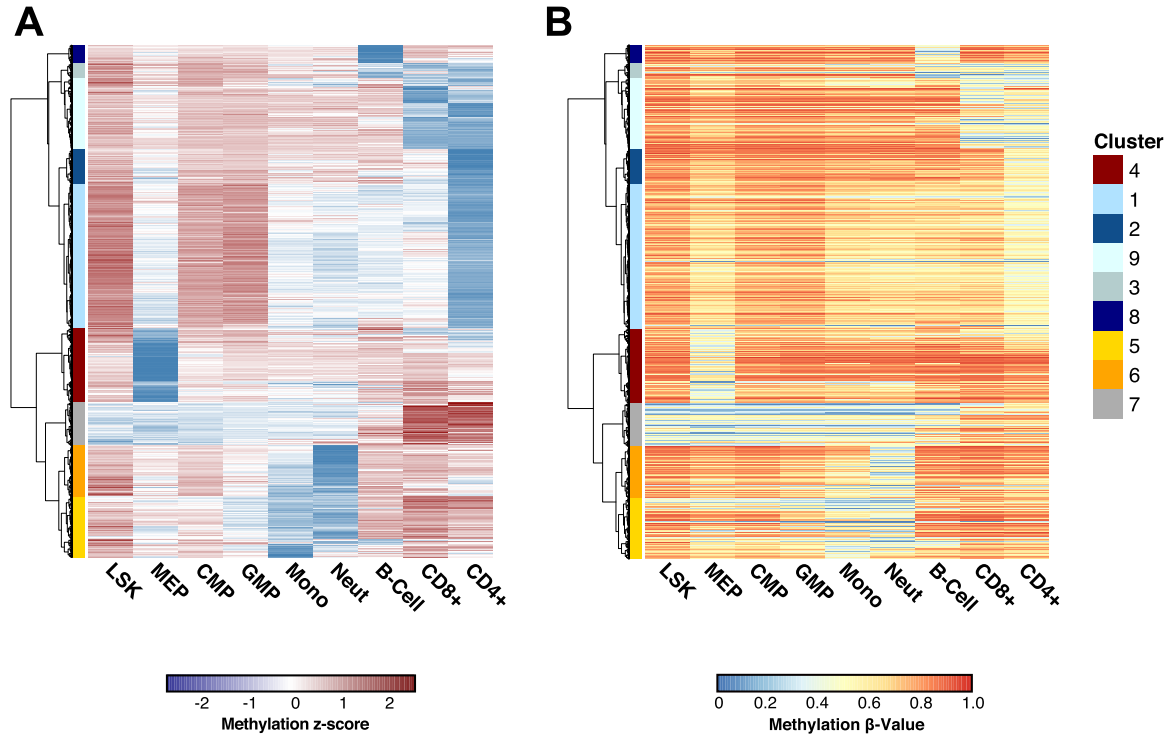 A
B
Cluster
4
1
2
9
3
8
5
6
7
LSK MEP CMP GMP Mono Neut B-Cell CD8+ CD4+
LSK MEP CMP GMP Mono Neut B-Cell CD8+ CD4+
-2 -1 0 1 2
Methylation z-score
0 0.2 0.4 0.6 0.8 1.0
Methylation β-Value